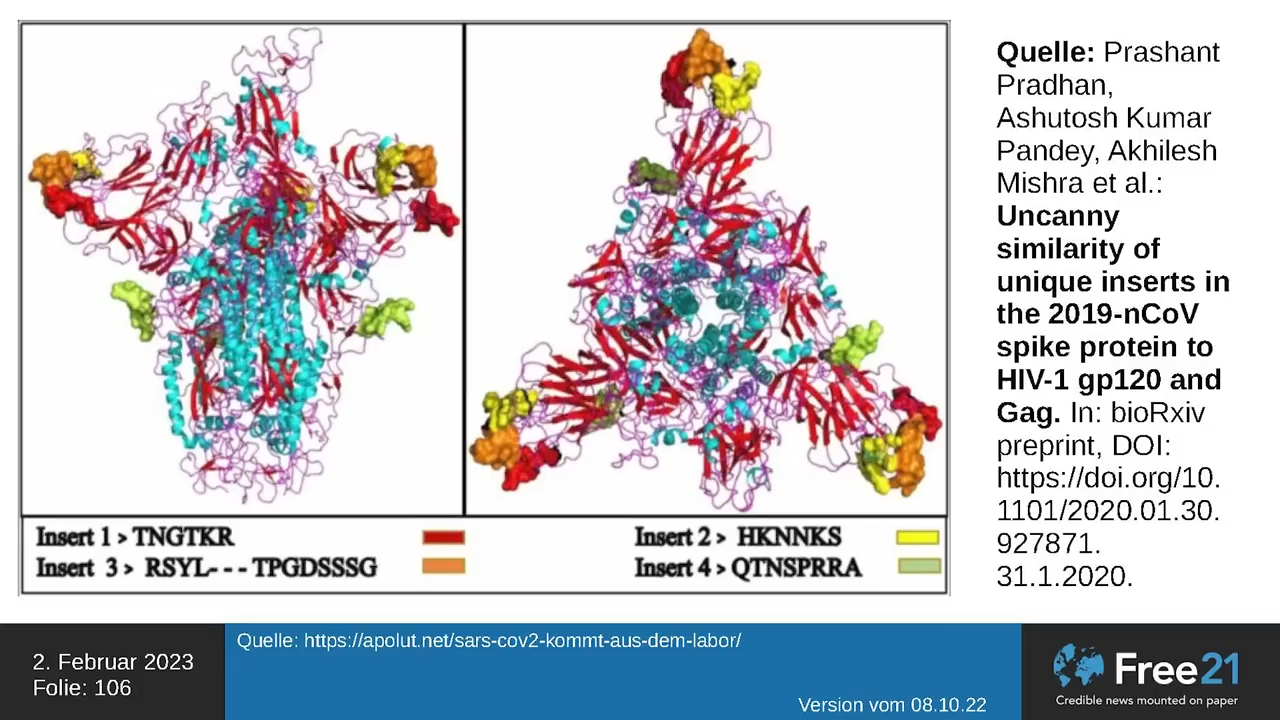 Quelle: Prashant
Pradhan,
Ashutosh Kumar
Pandey, Akhilesh
Mishra et al.:
Uncanny
similarity of
unique inserts in
the 2019-nCoV
spike protein to
HIV-1 gp120 and
Gag. In: bioRxiv
preprint, DOI:
https://doi.org/10.
1101/2020.01.30.
927871.
31.1.2020.
Insert 1 > TNGTKR
Insert 2 > HKNNKS
Insert 3 > RSYL- - - TPGDSSSG
Insert 4 > QTNSPRRA
2. Februar 2023
Folie: 106
Quelle: https://apolut.net/sars-cov2-kommt-aus-dem-labor/
Version vom 08.10.22
Free21
Credible news mounted on paper